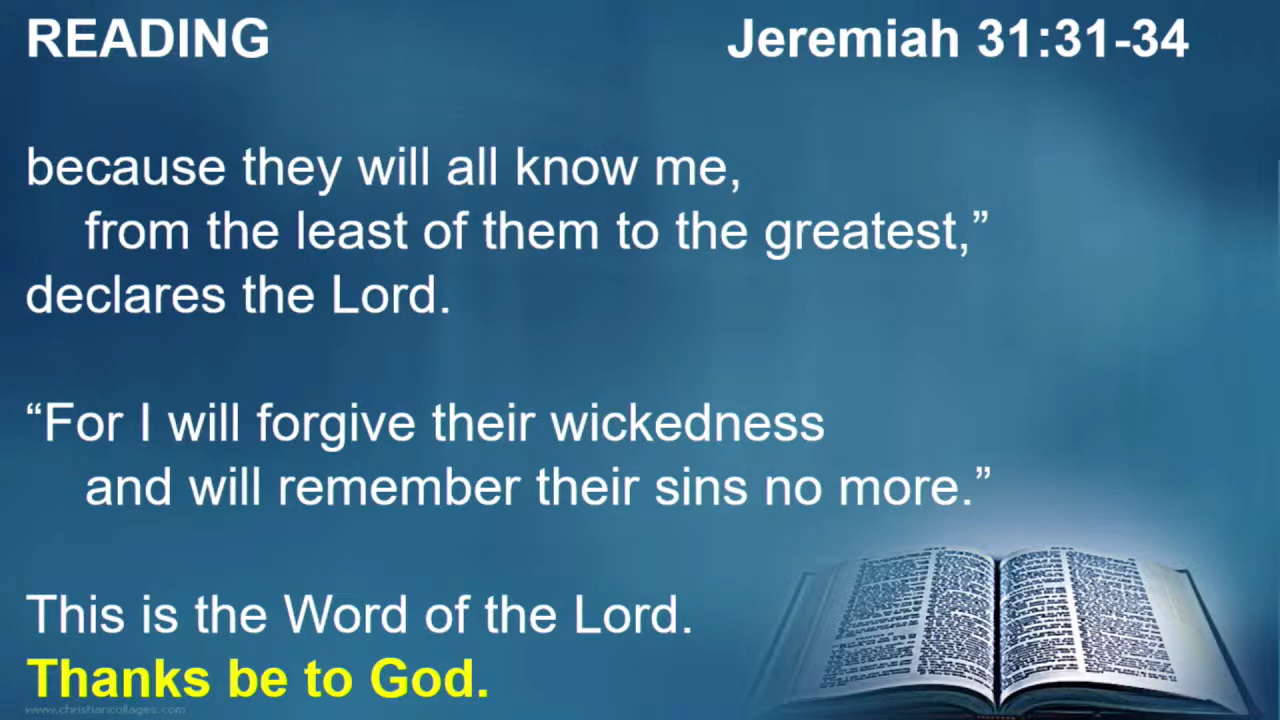 READING Jeremiah 31:31-34
because they will all know me,
from the least of them to the greatest,”
declares the Lord.
“For I will forgive their wickedness
and will remember their sins no more.”
This is the Word of the Lord.
Thanks be to God.
www.christiancollages.com